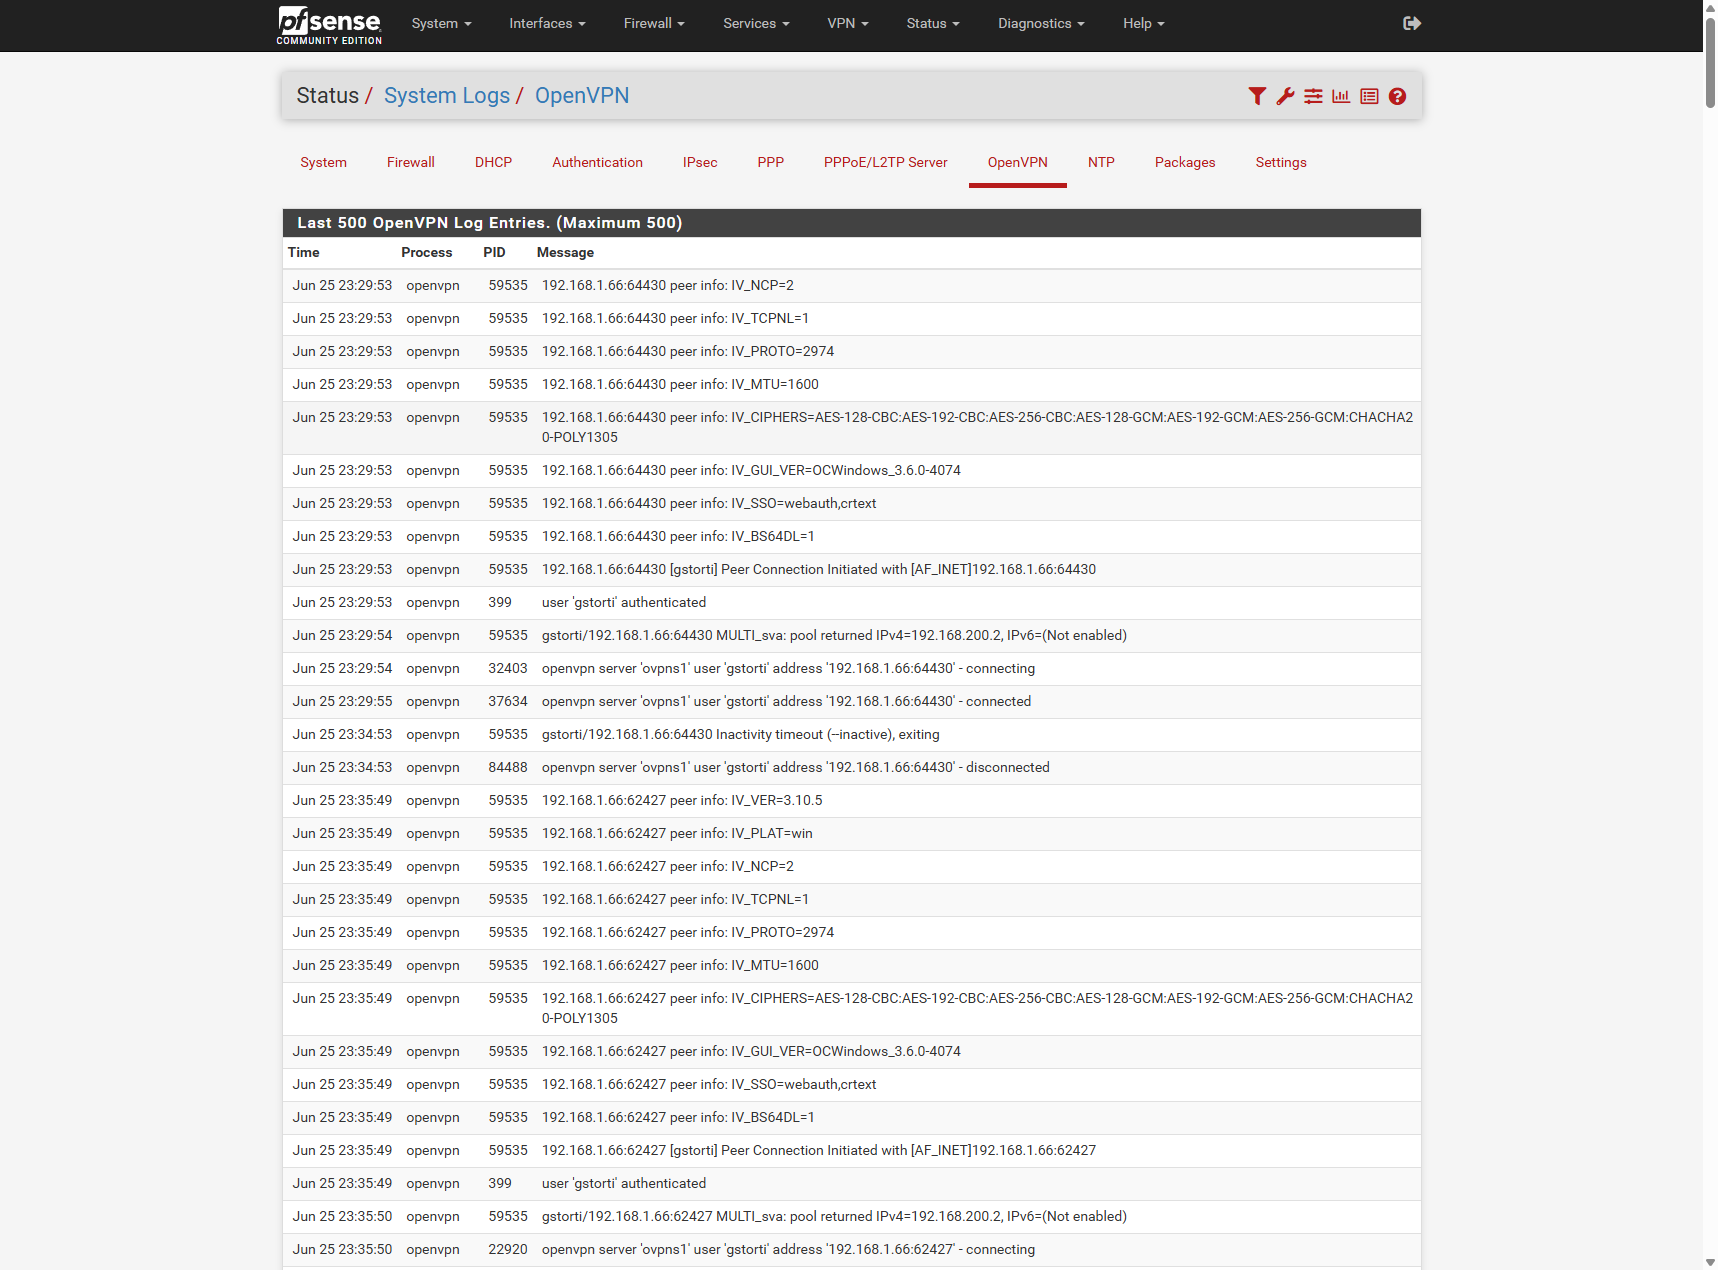 pfsense
COMMUNITY EDITION
System Interfaces Firewall Services VPN Status Diagnostics Help
Status / System Logs / OpenVPN
System Firewall DHCP Authentication IPsec PPP PPPoE/L2TP Server OpenVPN NTP Packages Settings
Last 500 OpenVPN Log Entries. (Maximum 500)
Time Process PID Message
Jun 25 23:29:53 openvpn 59535 192.168.1.66:64430 peer info: IV_NCP=2
Jun 25 23:29:53 openvpn 59535 192.168.1.66:64430 peer info: IV_TCPNL=1
Jun 25 23:29:53 openvpn 59535 192.168.1.66:64430 peer info: IV_PROTO=2974
Jun 25 23:29:53 openvpn 59535 192.168.1.66:64430 peer info: IV_MTU=1600
Jun 25 23:29:53 openvpn 59535 192.168.1.66:64430 peer info: IV_CIPHERS=AES-128-CBC:AES-192-CBC:AES-256-CBC:AES-128-GCM:AES-192-GCM:AES-256-GCM:CHACHA2
0-POLY1305
Jun 25 23:29:53 openvpn 59535 192.168.1.66:64430 peer info: IV_GUI_VER=OCWindows_3.6.0-4074
Jun 25 23:29:53 openvpn 59535 192.168.1.66:64430 peer info: IV_SSO=webauth,crtext
Jun 25 23:29:53 openvpn 59535 192.168.1.66:64430 peer info: IV_BS64DL=1
Jun 25 23:29:53 openvpn 59535 192.168.1.66:64430 [gstorti] Peer Connection Initiated with [AF_INET]192.168.1.66:64430
Jun 25 23:29:53 openvpn 399 user 'gstorti' authenticated
Jun 25 23:29:54 openvpn 59535 gstorti/192.168.1.66:64430 MULTI_sva: pool returned IPv4=192.168.200.2, IPv6=(Not enabled)
Jun 25 23:29:54 openvpn 32403 openvpn server 'ovpns1' user 'gstorti' address '192.168.1.66:64430' - connecting
Jun 25 23:29:55 openvpn 37634 openvpn server 'ovpns1' user 'gstorti' address '192.168.1.66:64430' - connected
Jun 25 23:34:53 openvpn 59535 gstorti/192.168.1.66:64430 Inactivity timeout (--inactive), exiting
Jun 25 23:34:53 openvpn 84488 openvpn server 'ovpns1' user 'gstorti' address '192.168.1.66:64430' - disconnected
Jun 25 23:35:49 openvpn 59535 192.168.1.66:62427 peer info: IV_VER=3.10.5
Jun 25 23:35:49 openvpn 59535 192.168.1.66:62427 peer info: IV_PLAT=win
Jun 25 23:35:49 openvpn 59535 192.168.1.66:62427 peer info: IV_NCP=2
Jun 25 23:35:49 openvpn 59535 192.168.1.66:62427 peer info: IV_TCPNL=1
Jun 25 23:35:49 openvpn 59535 192.168.1.66:62427 peer info: IV_PROTO=2974
Jun 25 23:35:49 openvpn 59535 192.168.1.66:62427 peer info: IV_MTU=1600
Jun 25 23:35:49 openvpn 59535 192.168.1.66:62427 peer info: IV_CIPHERS=AES-128-CBC:AES-192-CBC:AES-256-CBC:AES-128-GCM:AES-192-GCM:AES-256-GCM:CHACHA2
0-POLY1305
Jun 25 23:35:49 openvpn 59535 192.168.1.66:62427 peer info: IV_GUI_VER=OCWindows_3.6.0-4074
Jun 25 23:35:49 openvpn 59535 192.168.1.66:62427 peer info: IV_SSO=webauth,crtext
Jun 25 23:35:49 openvpn 59535 192.168.1.66:62427 peer info: IV_BS64DL=1
Jun 25 23:35:49 openvpn 59535 192.168.1.66:62427 [gstorti] Peer Connection Initiated with [AF_INET]192.168.1.66:62427
Jun 25 23:35:49 openvpn 399 user 'gstorti' authenticated
Jun 25 23:35:50 openvpn 59535 gstorti/192.168.1.66:62427 MULTI_sva: pool returned IPv4=192.168.200.2, IPv6=(Not enabled)
Jun 25 23:35:50 openvpn 22920 openvpn server 'ovpns1' user 'gstorti' address '192.168.1.66:62427' - connecting